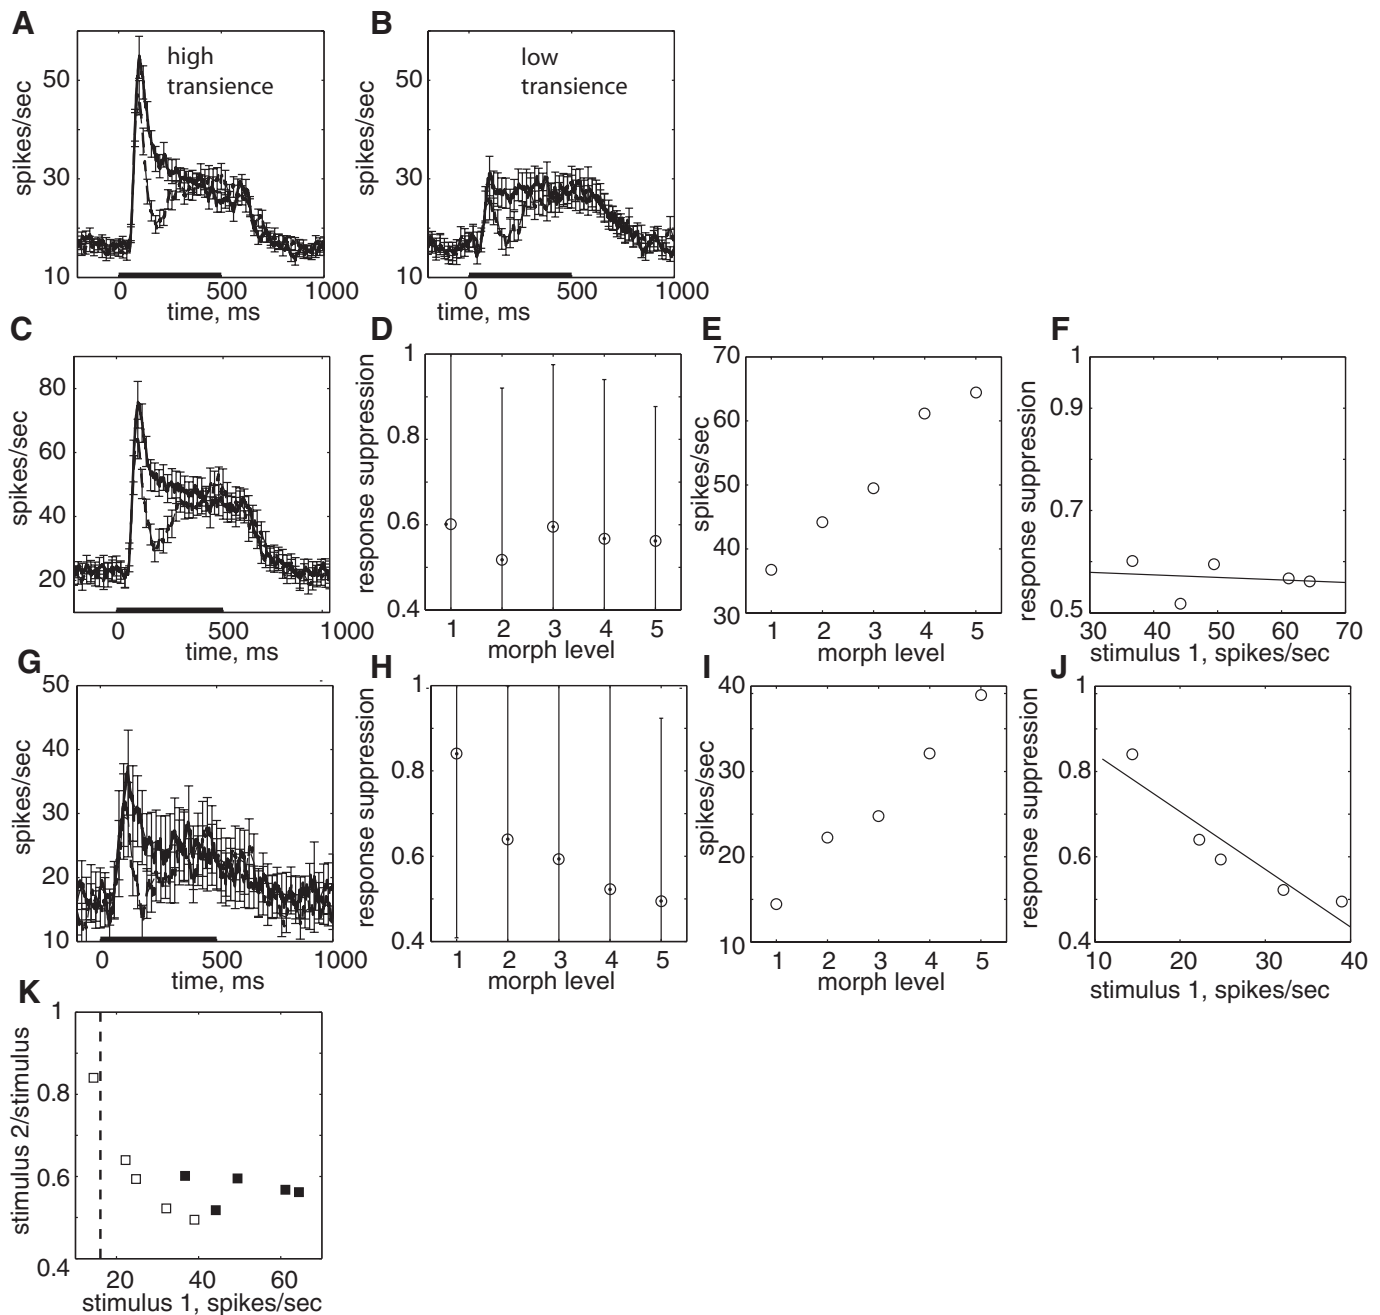 A
B
high
transience
low
transience
50
30
10
spikes/sec
0 500 1000
time, ms
50
30
10
spikes/sec
0 500 1000
time, ms
C
D
E
F
80
60
40
20
spikes/sec
0 500 1000
time, ms
1
0.8
0.6
0.4
response suppression
1 2 3 4 5
morph level
70
60
50
40
30
spikes/sec
1 2 3 4 5
morph level
1
0.9
0.7
0.5
response suppression
30 40 50 60 70
stimulus 1, spikes/sec
G
H
I
J
50
40
30
20
10
spikes/sec
0 500 1000
time, ms
1
0.8
0.6
0.4
response suppression
1 2 3 4 5
morph level
40
30
20
10
spikes/sec
1 2 3 4 5
morph level
1
0.8
0.6
0.4
response suppression
10 20 30 40
stimulus 1, spikes/sec
K
1
0.8
0.6
0.4
stimulus 2/stimulus
20 40 60
stimulus 1, spikes/sec